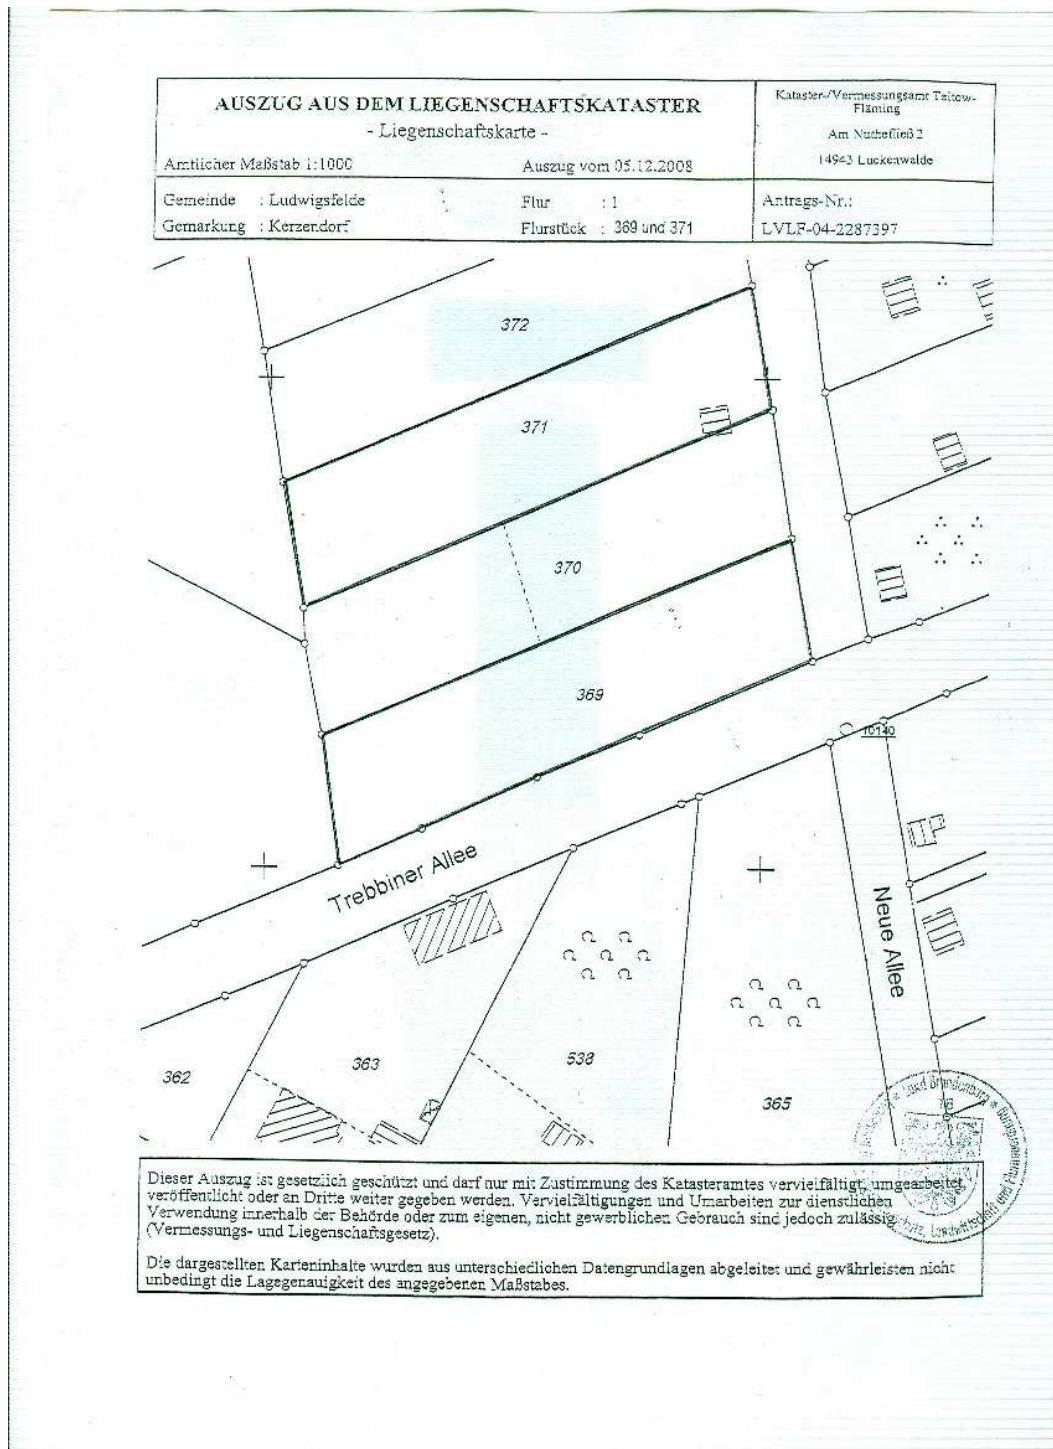 AUSZUG AUS DEM LIEGENSCHAFTSKATASTER
- Liegenschaftskarte -
Amtlicher Maßstab 1:1000
Auszug vom 05.12.2008
Kataster-/Vermessungsamt Teltow-
Fläming
Am Nuthefließ 2
14943 Luckenwalde
Gemeinde : Ludwigsfelde
Flur : 1
Antrags-Nr.:
Gemarkung : Kerzendorf
Flurstück : 369 und 371
LVLF-04-2287397
372
371
370
369
10140
Trebbiner Allee
Neue Allee
362
363
538
365
Land Brandenburg
Dieser Auszug ist gesetzlich geschützt und darf nur mit Zustimmung des Katasteramtes vervielfältigt, umgearbeitet,
veröffentlicht oder an Dritte weiter gegeben werden. Vervielfältigungen und Umarbeiten zur dienstlichen
Verwendung innerhalb der Behörde oder zum eigenen, nicht gewerblichen Gebrauch sind jedoch zulässig
(Vermessungs- und Liegenschaftsgesetz).
Die dargestellten Karteninhalte wurden aus unterschiedlichen Datengrundlagen abgeleitet und gewährleisten nicht
unbedingt die Lagegenauigkeit des angegebenen Maßstabes.